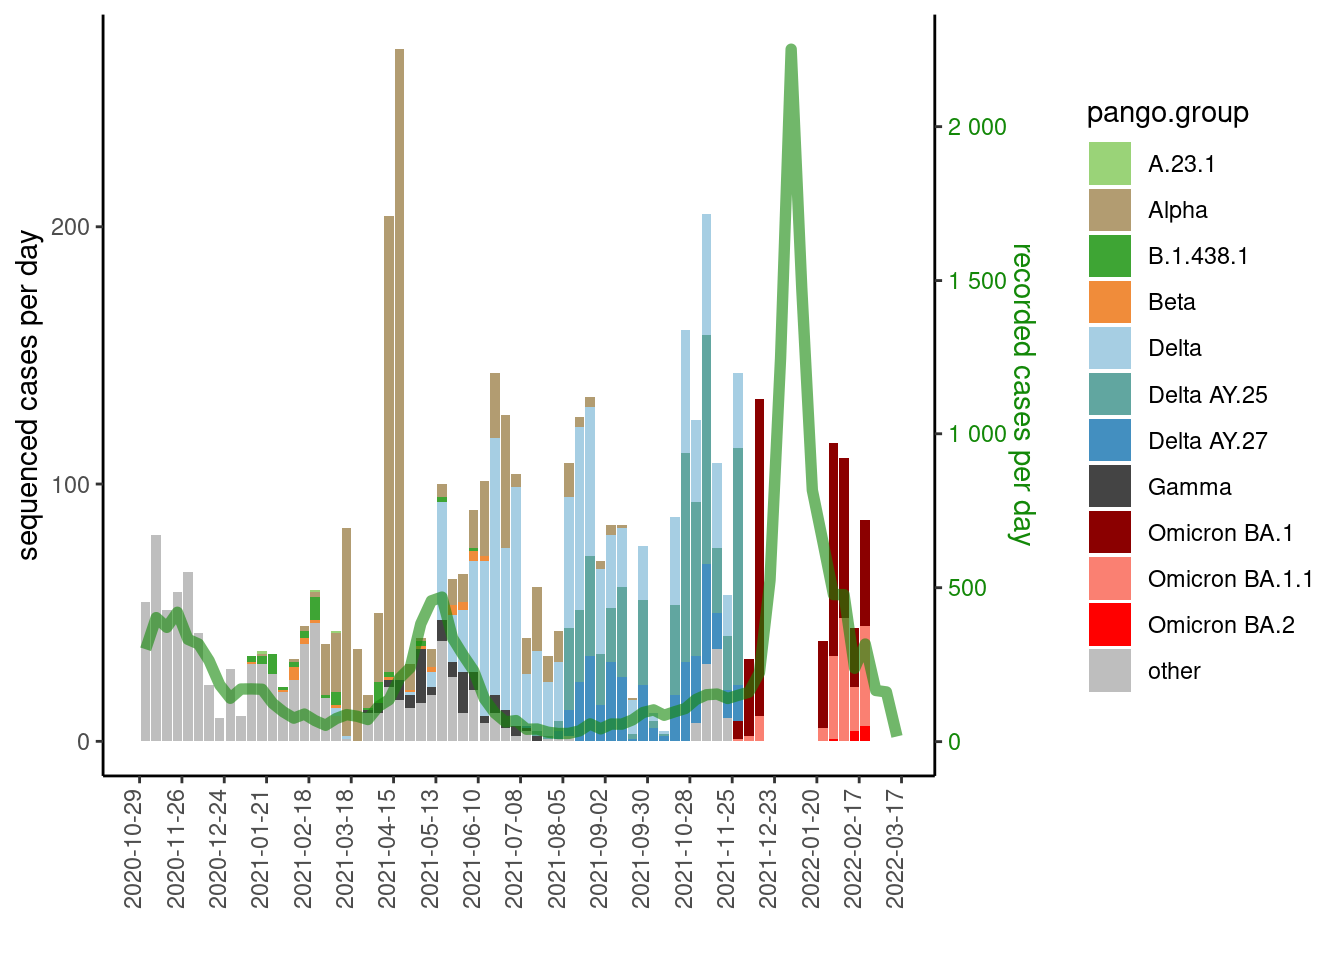 sequenced cases per day
200
100
0
2 000
1 500
1 000
500
0
recorded cases per day
2020-10-29
2020-11-26
2020-12-24
2021-01-21
2021-02-18
2021-03-18
2021-04-15
2021-05-13
2021-06-10
2021-07-08
2021-08-05
2021-09-02
2021-09-30
2021-10-28
2021-11-25
2021-12-23
2022-01-20
2022-02-17
2022-03-17
pango.group
A.23.1
Alpha
B.1.438.1
Beta
Delta
Delta AY.25
Delta AY.27
Gamma
Omicron BA.1
Omicron BA.1.1
Omicron BA.2
other